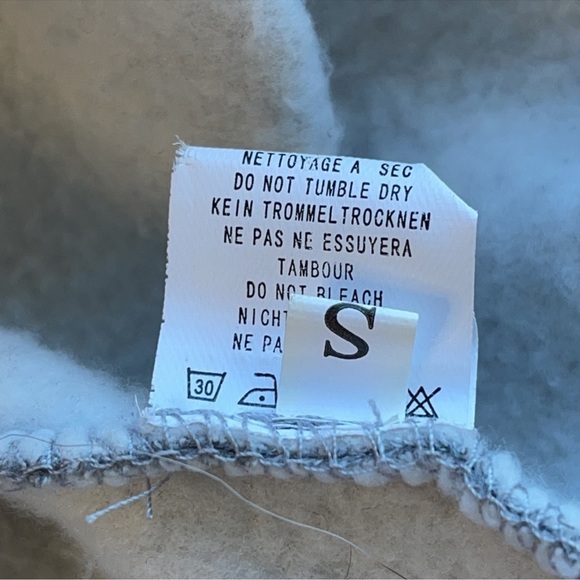 NETTOYAGE A SEC
DO NOT TUMBLE DRY
KEIN TROMMELTROCKNEN
NE PAS NE ESSUYERA
TAMBOUR
DO NOT BLEACH
NICHT
NE PA
S
30